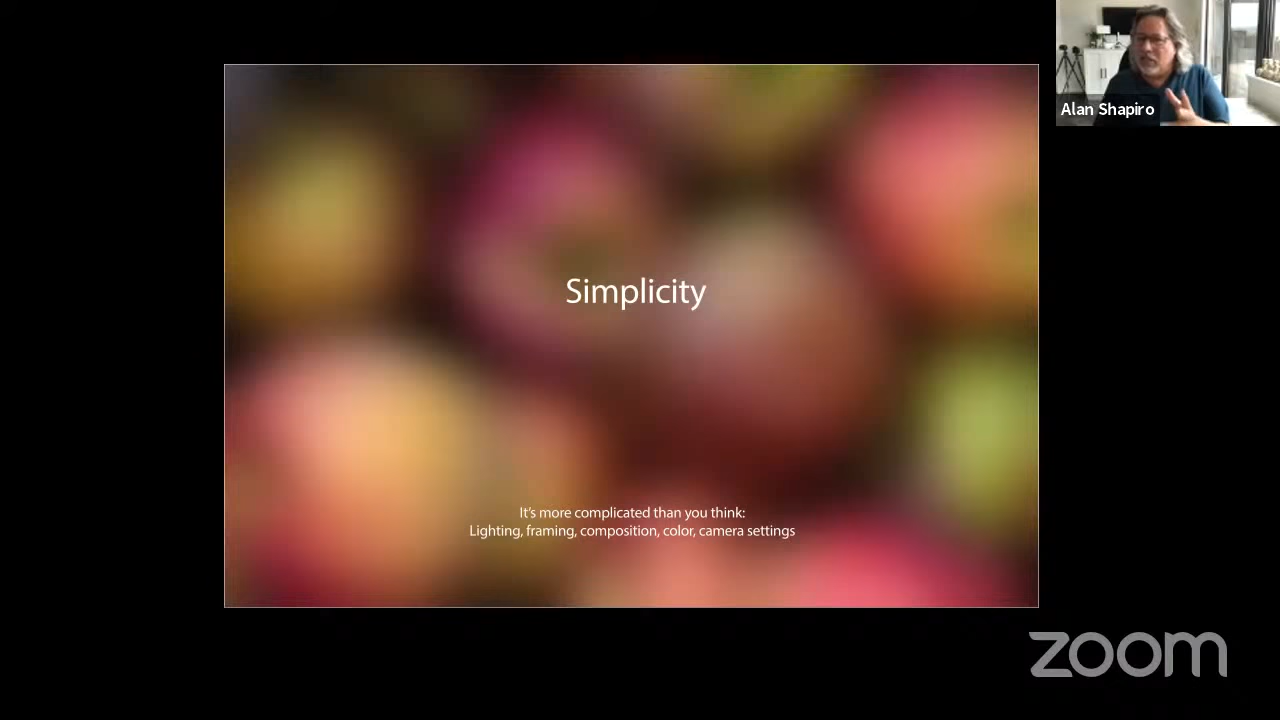 Alan Shapiro
Simplicity
It's more complicated than you think:
Lighting, framing, composition, color, camera settings
zoom